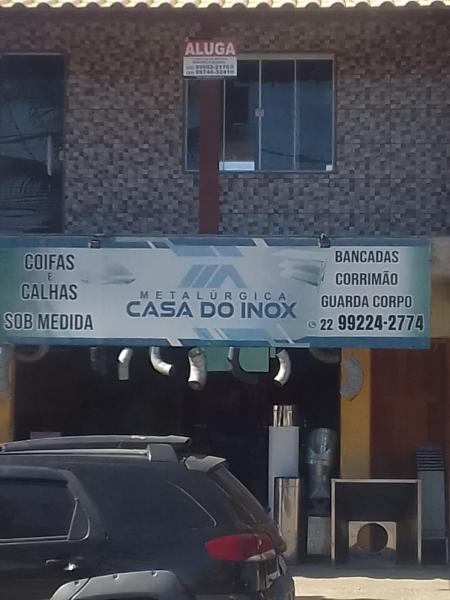 ALUGA
COIFAS
E
CALHAS
SOB MEDIDA
METALÚRGICA
CASA DO INOX
BANCADAS
CORRIMÃO
GUARDA CORPO
22 99224-2774